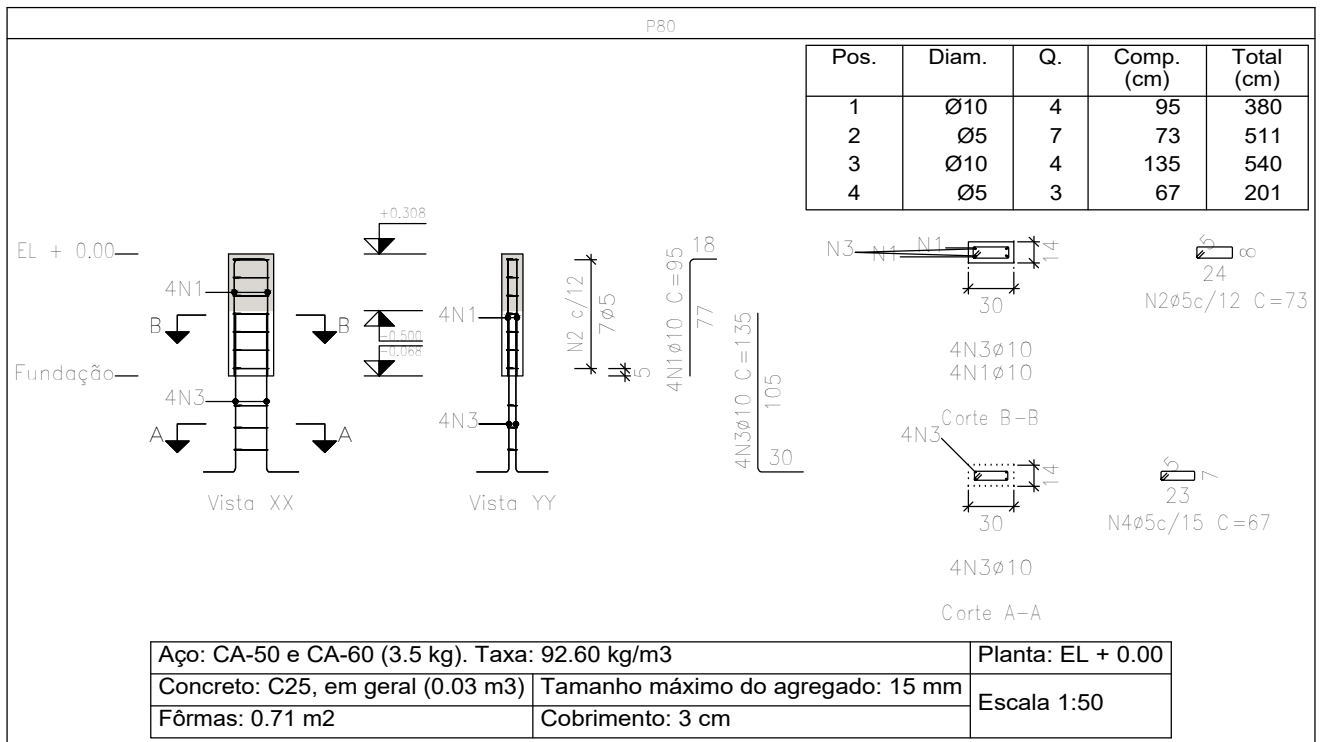 P80
Pos. Diam. Q. Comp. (cm) Total (cm)
1 Ø10 4 95 380
2 Ø5 7 73 511
3 Ø10 4 135 540
4 Ø5 3 67 201
EL + 0.00
+0.308
4N1
B
B
-0.500
-0.068
Fundação
4N3
A
A
Vista XX
4N1
4N3
Vista YY
N2 c/12
7ø5
5
4N1ø10 C=95
77
18
4N3ø10 C=135
105
30
N3
N1
N1
14
30
4N3ø10
4N1ø10
Corte B-B
5
8
24
N2ø5c/12 C=73
4N3
14
30
4N3ø10
Corte A-A
5
7
23
N4ø5c/15 C=67
Aço: CA-50 e CA-60 (3.5 kg). Taxa: 92.60 kg/m3
Planta: EL + 0.00
Concreto: C25, em geral (0.03 m3)
Tamanho máximo do agregado: 15 mm
Escala 1:50
Fôrmas: 0.71 m2
Cobrimento: 3 cm